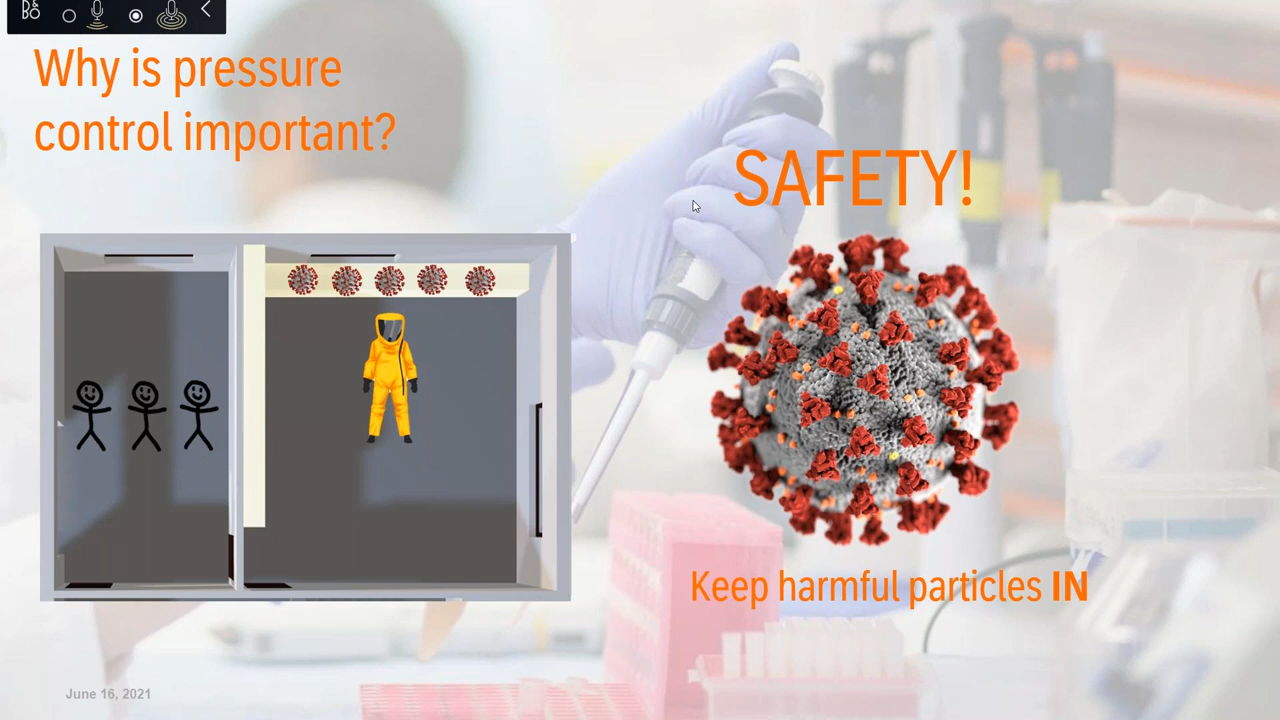 Why is pressure
control important?
SAFETY!
Keep harmful particles IN
June 16, 2021